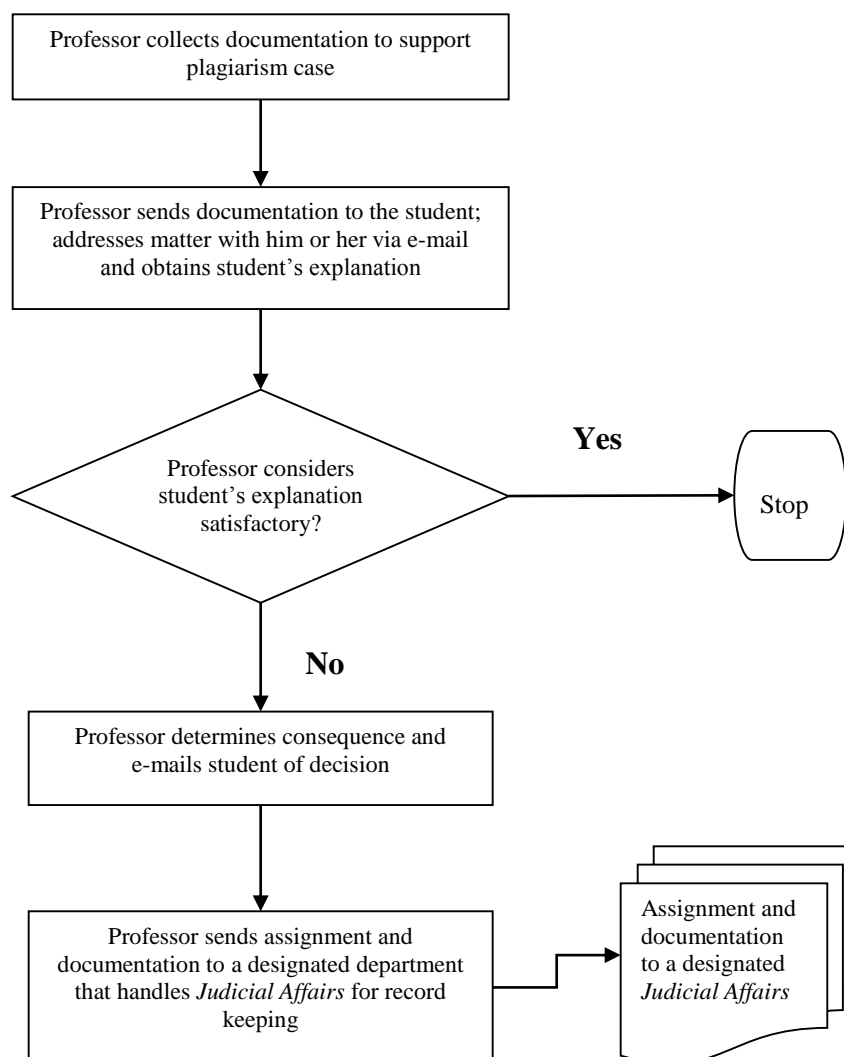 Professor collects documentation to support
plagiarism case
Professor sends documentation to the student;
addresses matter with him or her via e-mail
and obtains student’s explanation
Professor considers
student’s explanation
satisfactory?
Yes
Stop
No
Professor determines consequence and
e-mails student of decision
Professor sends assignment and
documentation to a designated department
that handles Judicial Affairs for record
keeping
Assignment and
documentation
to a designated
Judicial Affairs